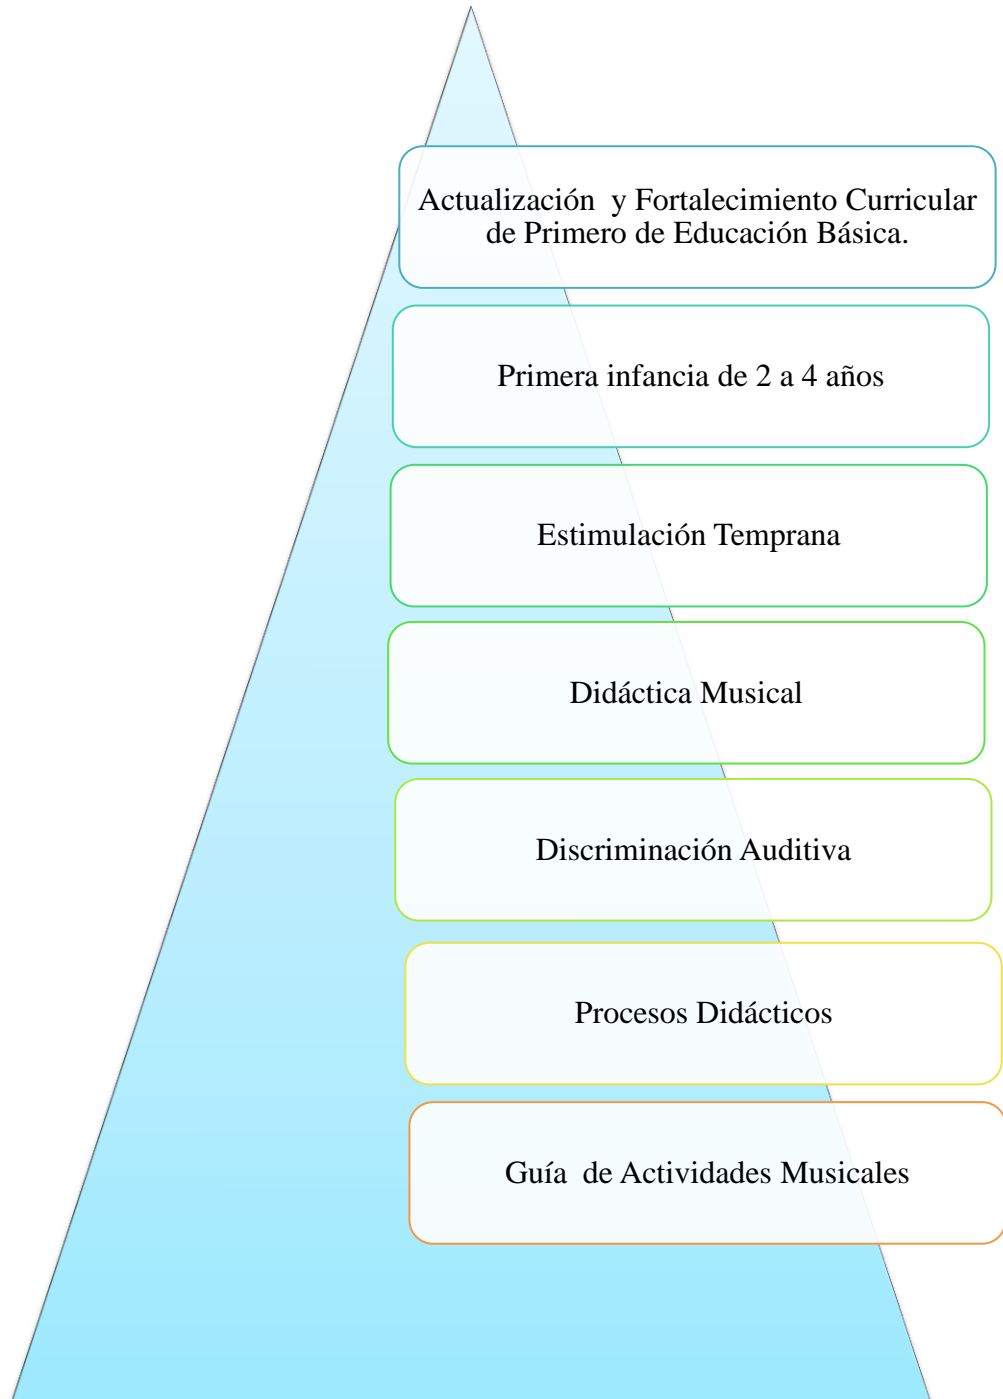 Actualización  y Fortalecimiento Curricular
de Primero de Educación Básica.
Primera infancia de 2 a 4 años
Estimulación Temprana
Didáctica Musical
Discriminación Auditiva
Procesos Didácticos
Guía  de Actividades Musicales